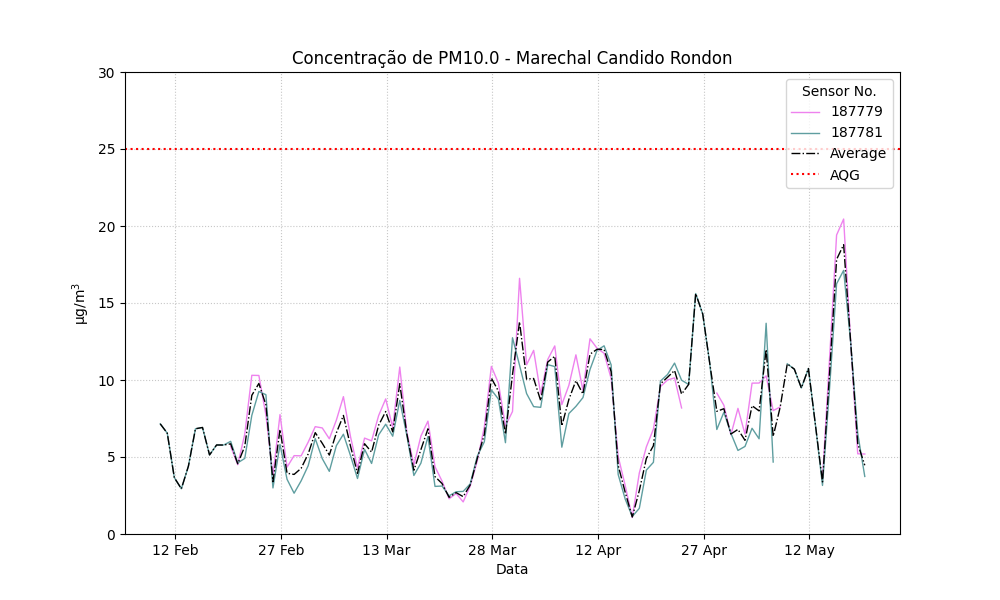 Concentração de PM10.0 - Marechal Candido Rondon
30
25
20
15
10
5
0
µg/m³
Sensor No.
187779
187781
Average
AQG
12 Feb
27 Feb
13 Mar
28 Mar
12 Apr
27 Apr
12 May
Data